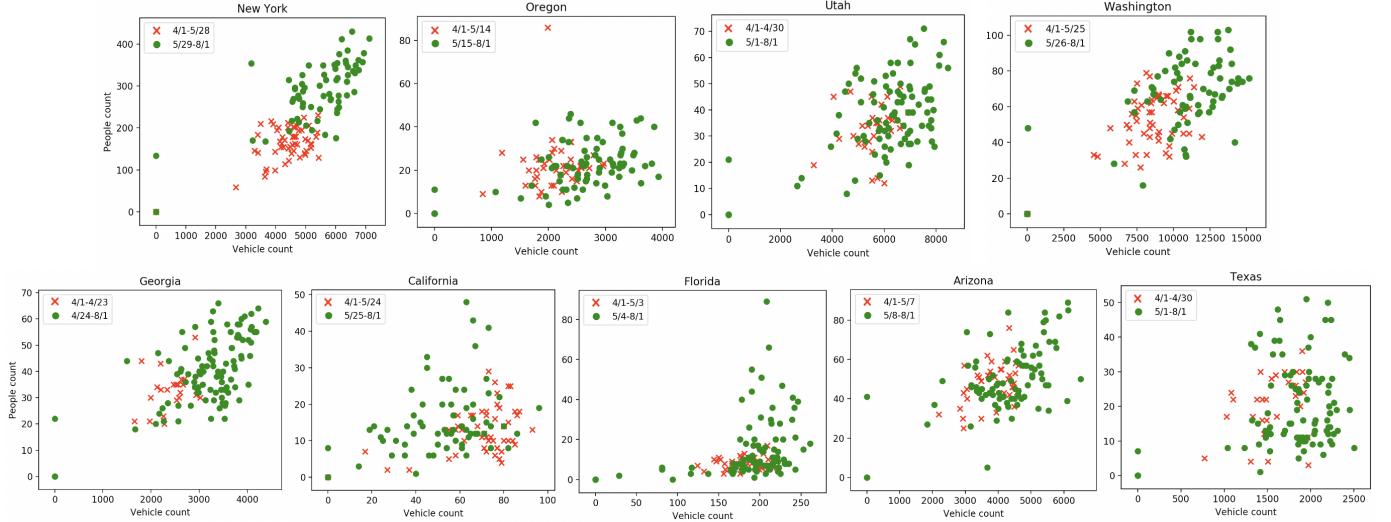 New York
4/1-5/28
5/29-8/1
People count
400
300
200
100
0
0 1000 2000 3000 4000 5000 6000 7000
Vehicle count
Oregon
4/1-5/14
5/15-8/1
80
60
40
20
0
0 1000 2000 3000 4000
Vehicle count
Utah
4/1-4/30
5/1-8/1
70
60
50
40
30
20
10
0
0 2000 4000 6000 8000
Vehicle count
Washington
4/1-5/25
5/26-8/1
100
80
60
40
20
0
0 2500 5000 7500 10000 12500 15000
Vehicle count
Georgia
4/1-4/23
4/24-8/1
People count
70
60
50
40
30
20
10
0
0 1000 2000 3000 4000
Vehicle count
California
4/1-5/24
5/25-8/1
50
40
30
20
10
0
0 20 40 60 80 100
Vehicle count
Florida
4/1-5/3
5/4-8/1
80
60
40
20
0
0 50 100 150 200 250
Vehicle count
Arizona
4/1-5/7
5/8-8/1
80
60
40
20
0
0 1000 2000 3000 4000 5000 6000
Vehicle count
Texas
4/1-4/30
5/1-8/1
50
40
30
20
10
0
0 500 1000 1500 2000 2500
Vehicle count